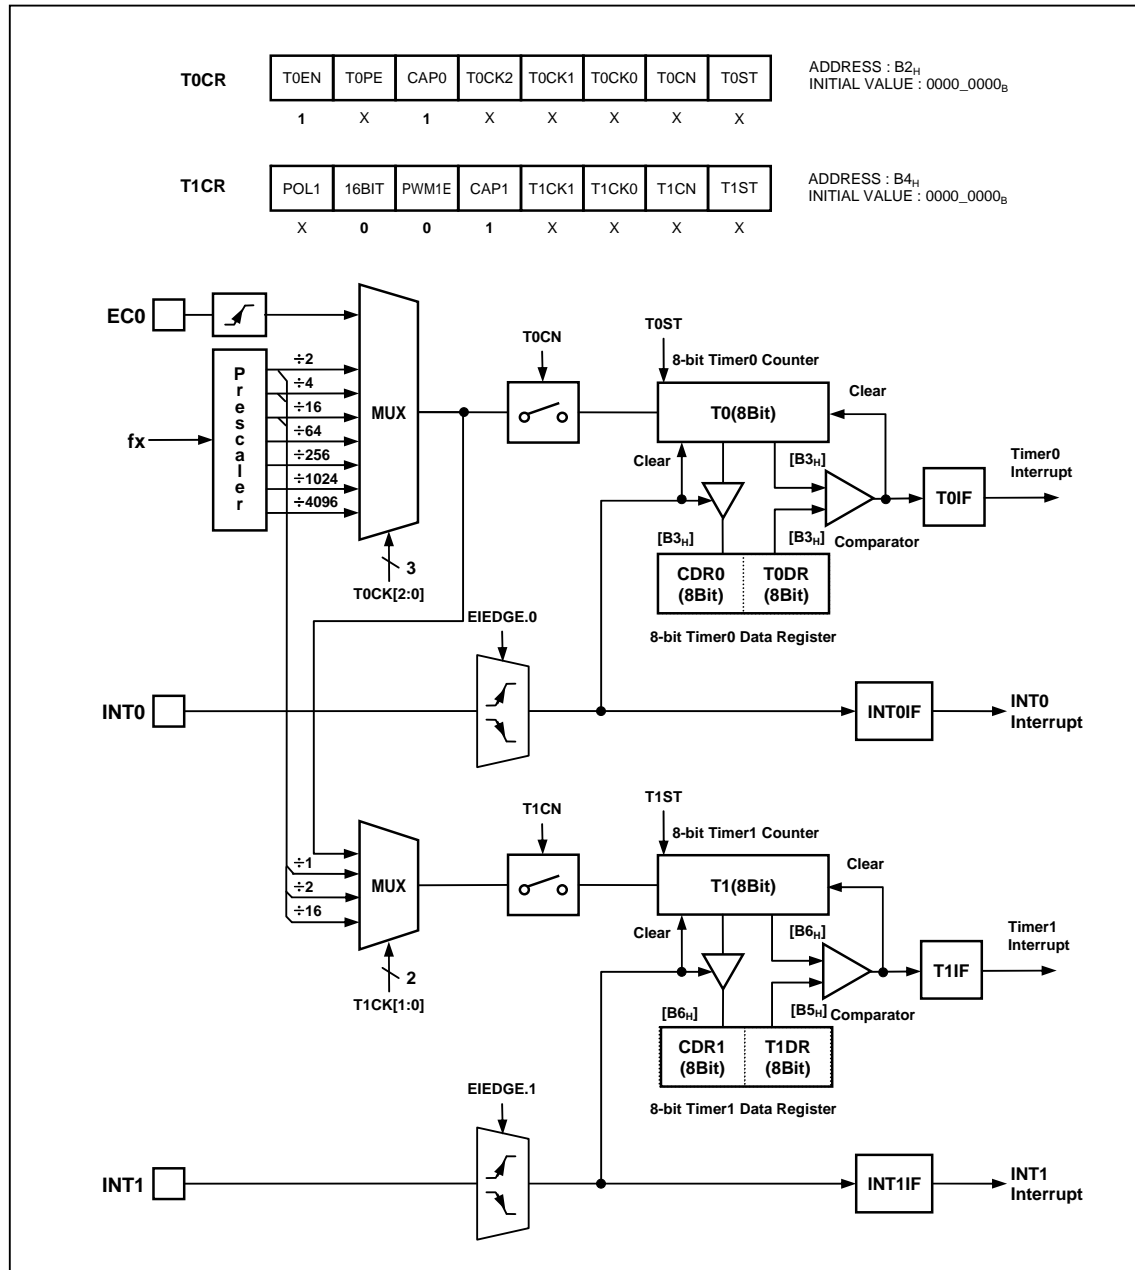 T0CR T0EN T0PE CAP0 T0CK2 T0CK1 T0CK0 T0CN T0ST
ADDRESS : B2H
INITIAL VALUE : 0000_0000B
1 X 1 X X X X X
T1CR POL1 16BIT PWM1E CAP1 T1CK1 T1CK0 T1CN T1ST
ADDRESS : B4H
INITIAL VALUE : 0000_0000B
X 0 0 1 X X X X
EC0
fx
Prescaler
÷2
÷4
÷16
÷64
÷256
÷1024
÷4096
MUX
3
T0CK[2:0]
T0CN
T0ST
8-bit Timer0 Counter
T0(8Bit)
Clear
Clear
[B3H]
[B3H]
[B3H]
Comparator
T0IF
Timer0
Interrupt
CDR0
(8Bit)
T0DR
(8Bit)
8-bit Timer0 Data Register
EIEDGE.0
INT0
INT0IF
INT0
Interrupt
÷1
÷2
÷16
MUX
2
T1CK[1:0]
T1CN
T1ST
8-bit Timer1 Counter
T1(8Bit)
Clear
Clear
[B6H]
[B6H]
[B5H]
Comparator
T1IF
Timer1
Interrupt
CDR1
(8Bit)
T1DR
(8Bit)
8-bit Timer1 Data Register
EIEDGE.1
INT1
INT1IF
INT1
Interrupt